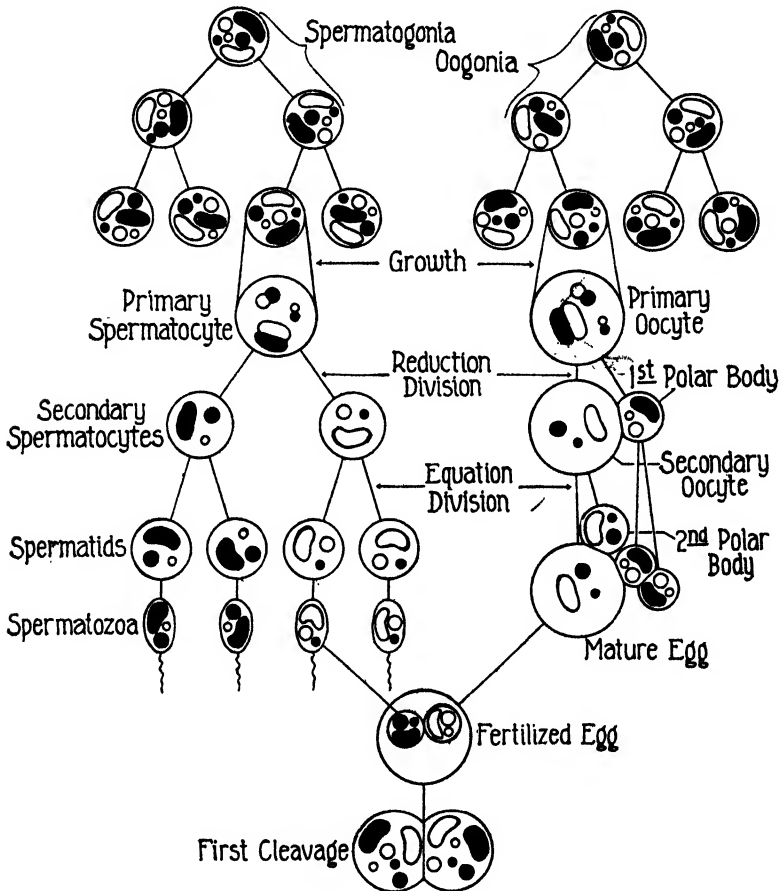 Spermatogonia
Oogonia
Growth
Primary
Spermatocyte
Primary
Oocyte
Reduction
Division
1st Polar Body
Secondary
Spermatocytes
Secondary
Oocyte
Equation
Division
Spermatids
2nd Polar
Body
Spermatozoa
Mature Egg
Fertilized Egg
First Cleavage